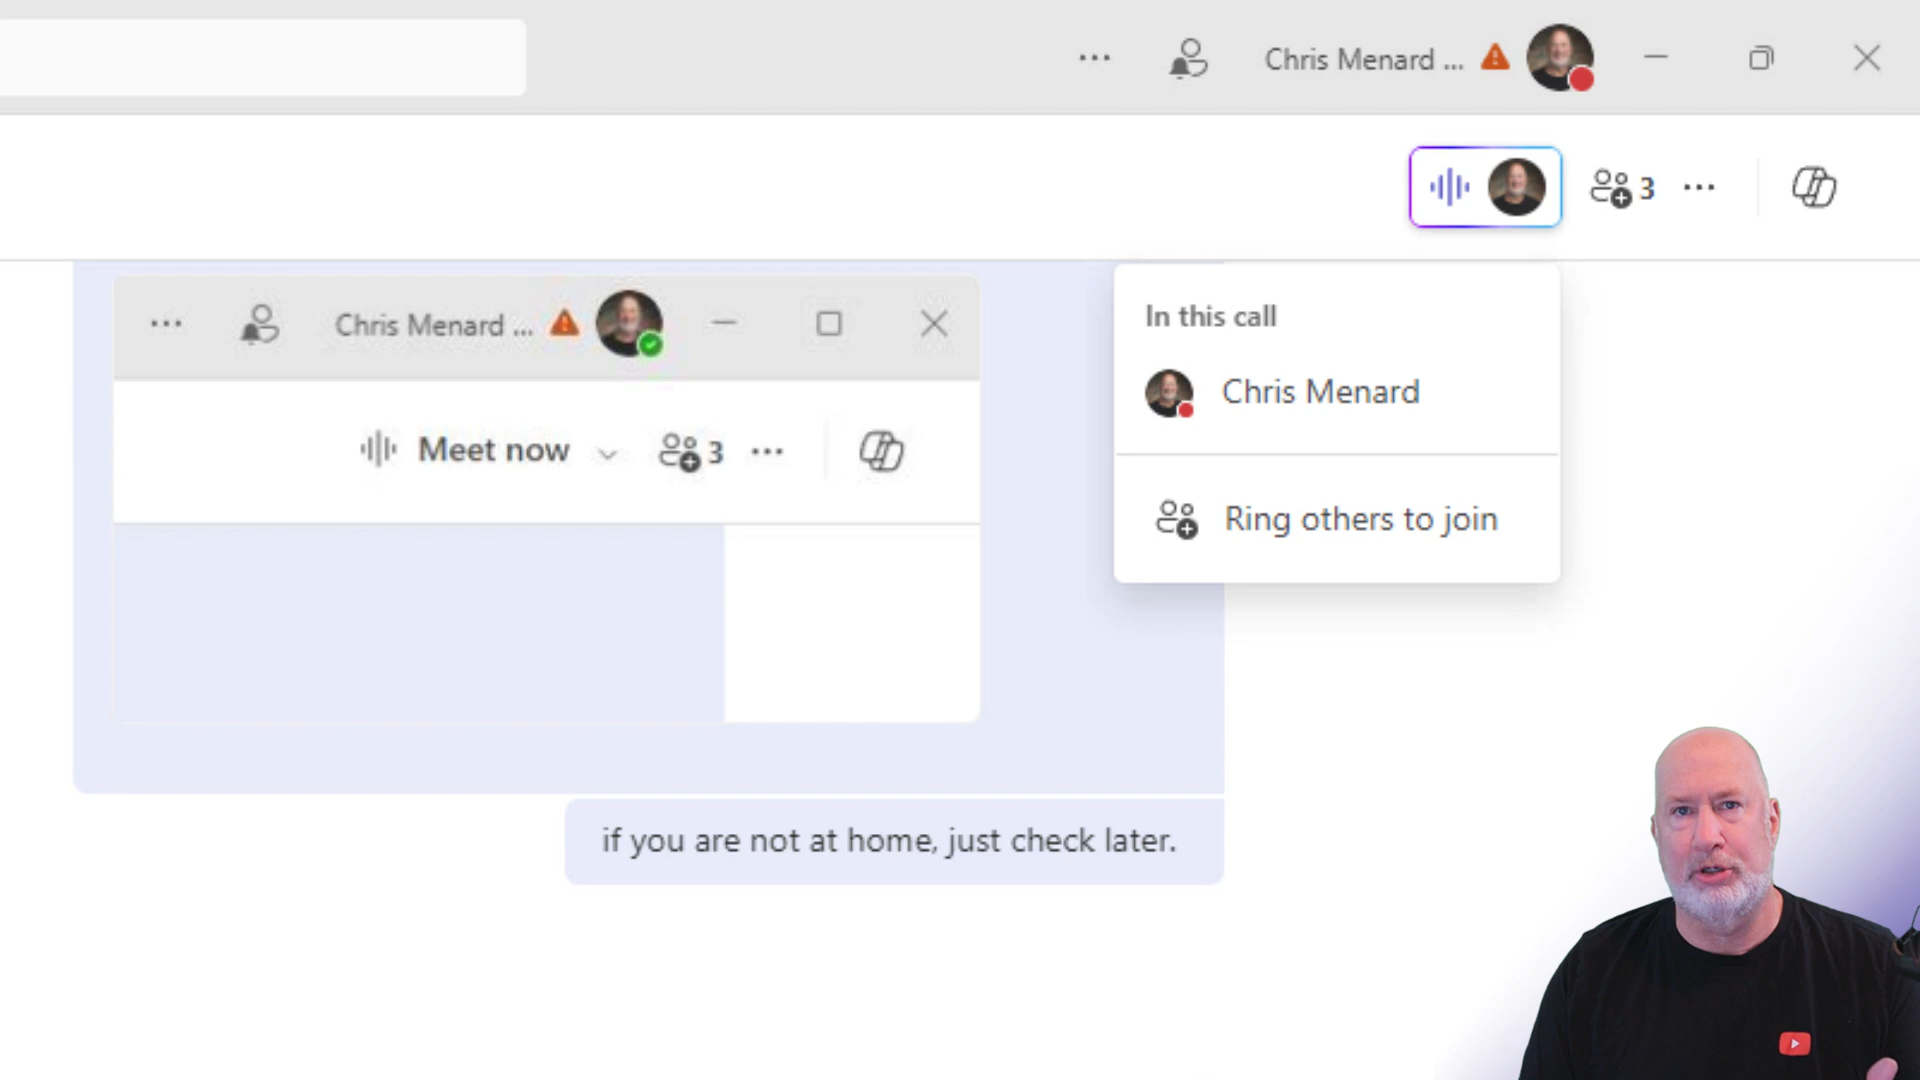 ... Chris Menard ...
3 ...
... Chris Menard ...
Meet now 3 ...
In this call
Chris Menard
Ring others to join
if you are not at home, just check later.